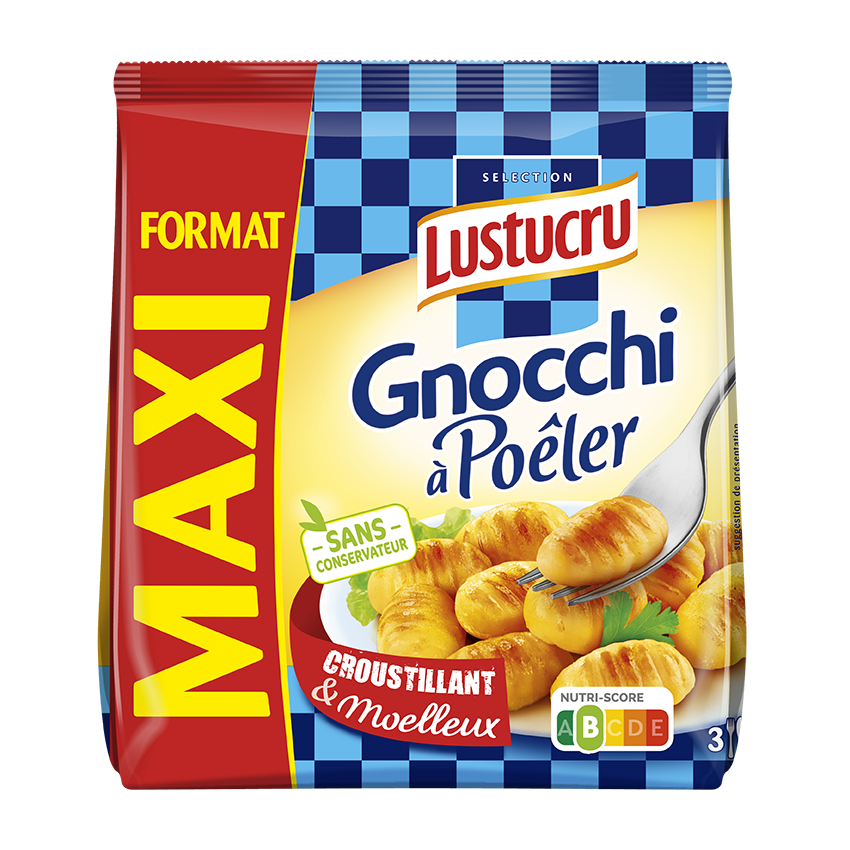 FORMAT
MAXI
SELECTION
Lustucru
Gnocchi
à Poêler
- SANS -
CONSERVATEUR
suggestion de présentation
CROUSTILLANT
& Moelleux
NUTRI-SCORE
A B C D E
3